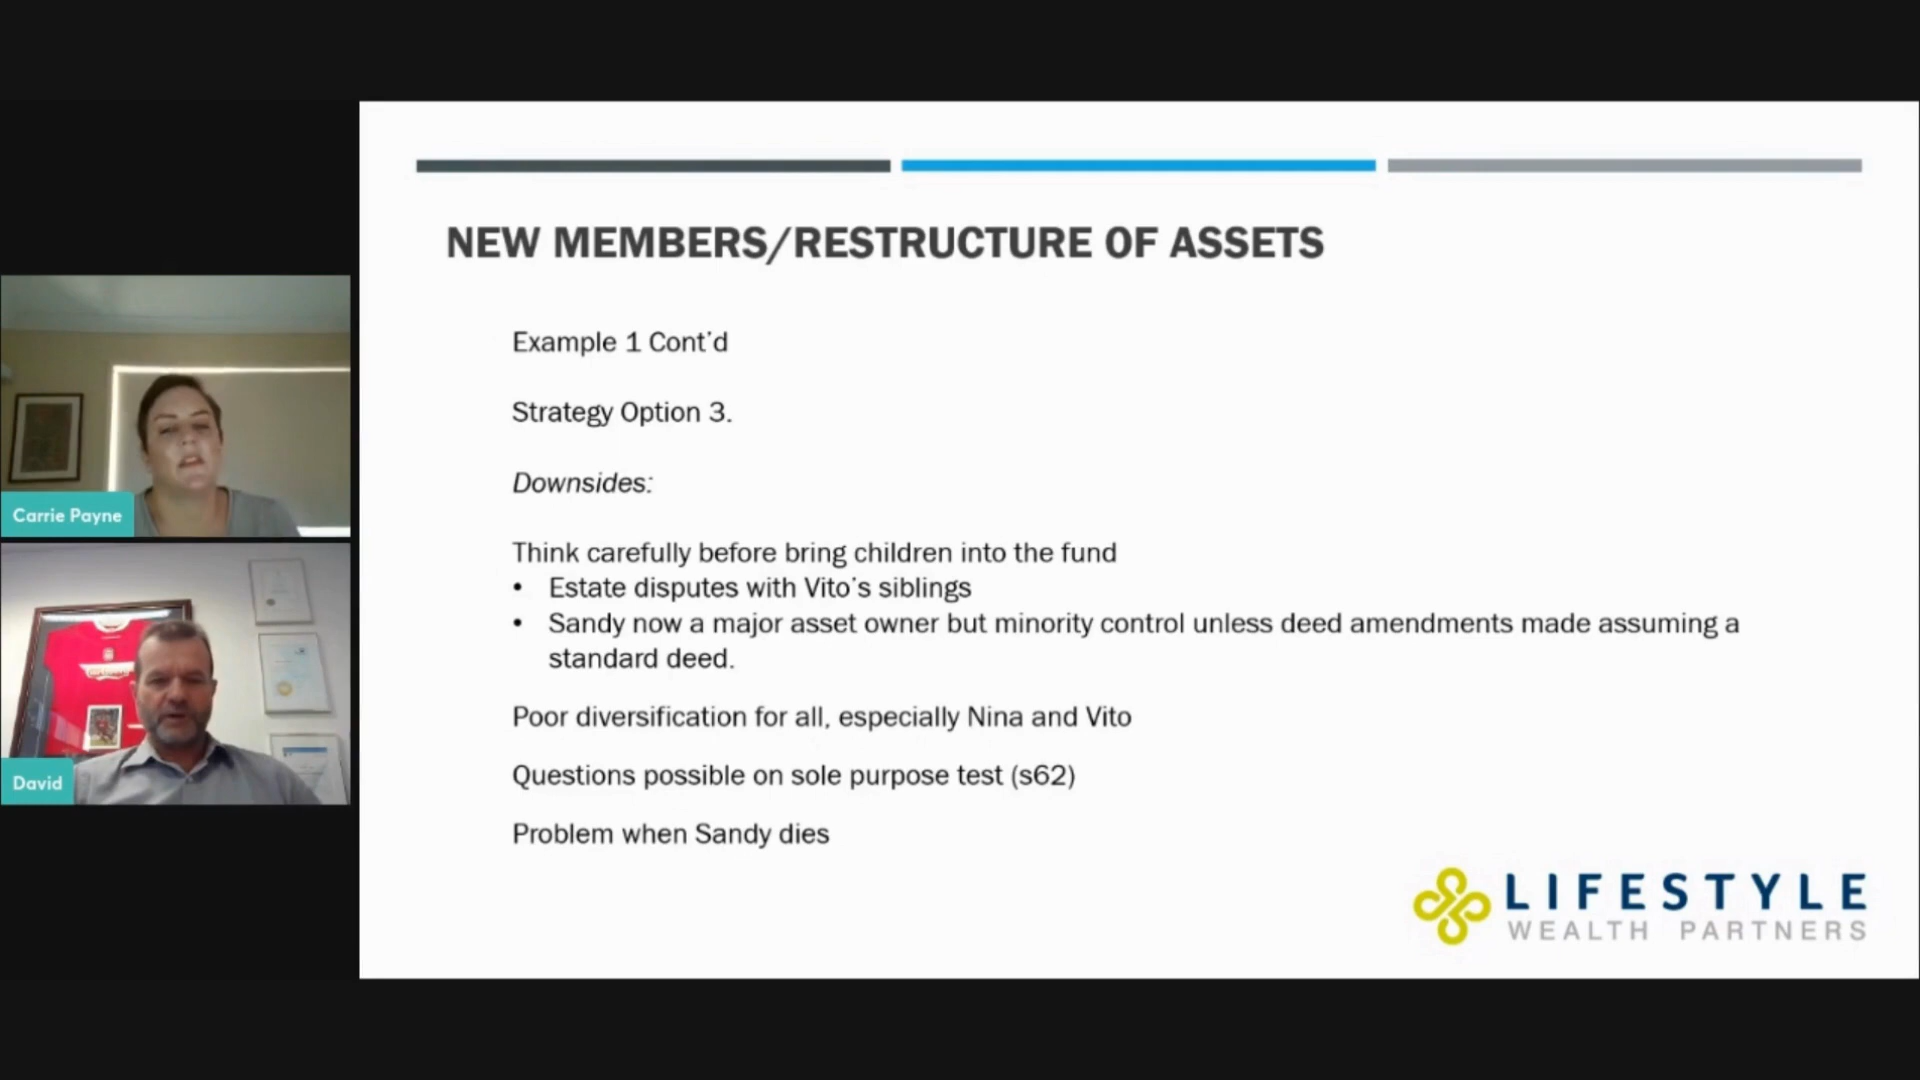 NEW MEMBERS/RESTRUCTURE OF ASSETS
Example 1 Cont'd
Strategy Option 3.
Downsides:
Think carefully before bring children into the fund
• Estate disputes with Vito's siblings
• Sandy now a major asset owner but minority control unless deed amendments made assuming a
standard deed.
Poor diversification for all, especially Nina and Vito
Questions possible on sole purpose test (s62)
Problem when Sandy dies
LIFESTYLE
WEALTH PARTNERS
Carrie Payne
David